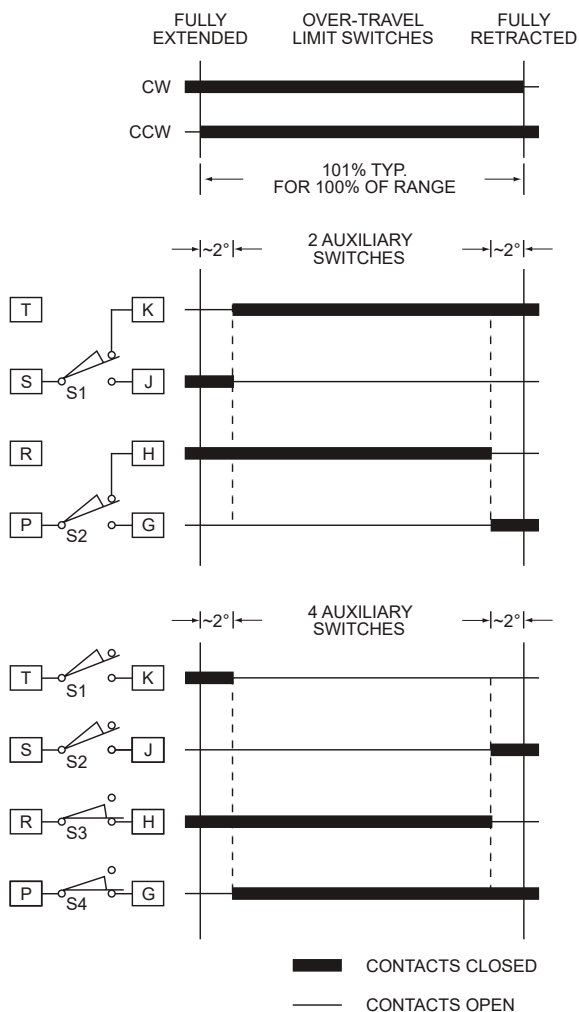 FULLY EXTENDED
OVER-TRAVEL LIMIT SWITCHES
FULLY RETRACTED
CW
CCW
101% TYP.
FOR 100% OF RANGE
~2°
2 AUXILIARY SWITCHES
~2°
T K
S S1 J
R H
P S2 G
~2°
4 AUXILIARY SWITCHES
~2°
T S1 K
S S2 J
R S3 H
P S4 G
CONTACTS CLOSED
CONTACTS OPEN